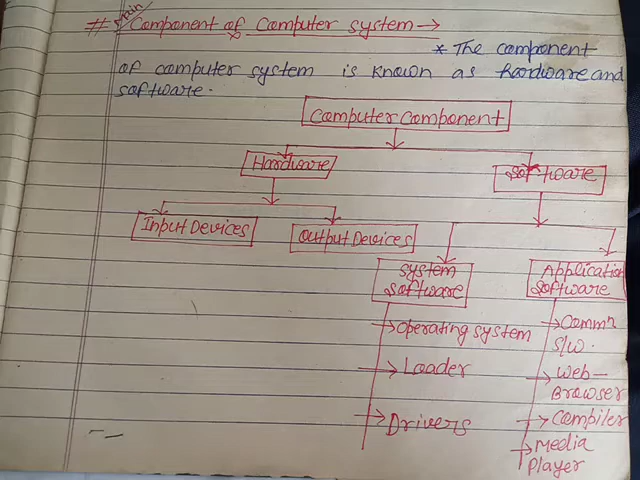 # Main Component of Computer System →
* The component
of computer system is known as hardware and
software.
Computer Component
Hardware
Software
Input Devices
Output Devices
System
Software
Application
Software
→ Operating system
→ Loader
→ Drivers
→ Commn
S/W.
→ Web-
Browser
→ Compiler
→ Media
Player